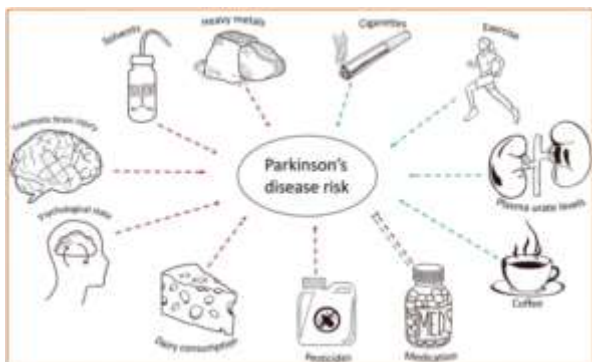 Solvents
Heavy metals
Cigarettes
Exercise
Traumatic brain injury
Parkinson's
disease risk
Plasma urate levels
Psychological state
Coffee
MEDS
Dairy consumption
Pesticides
Medication